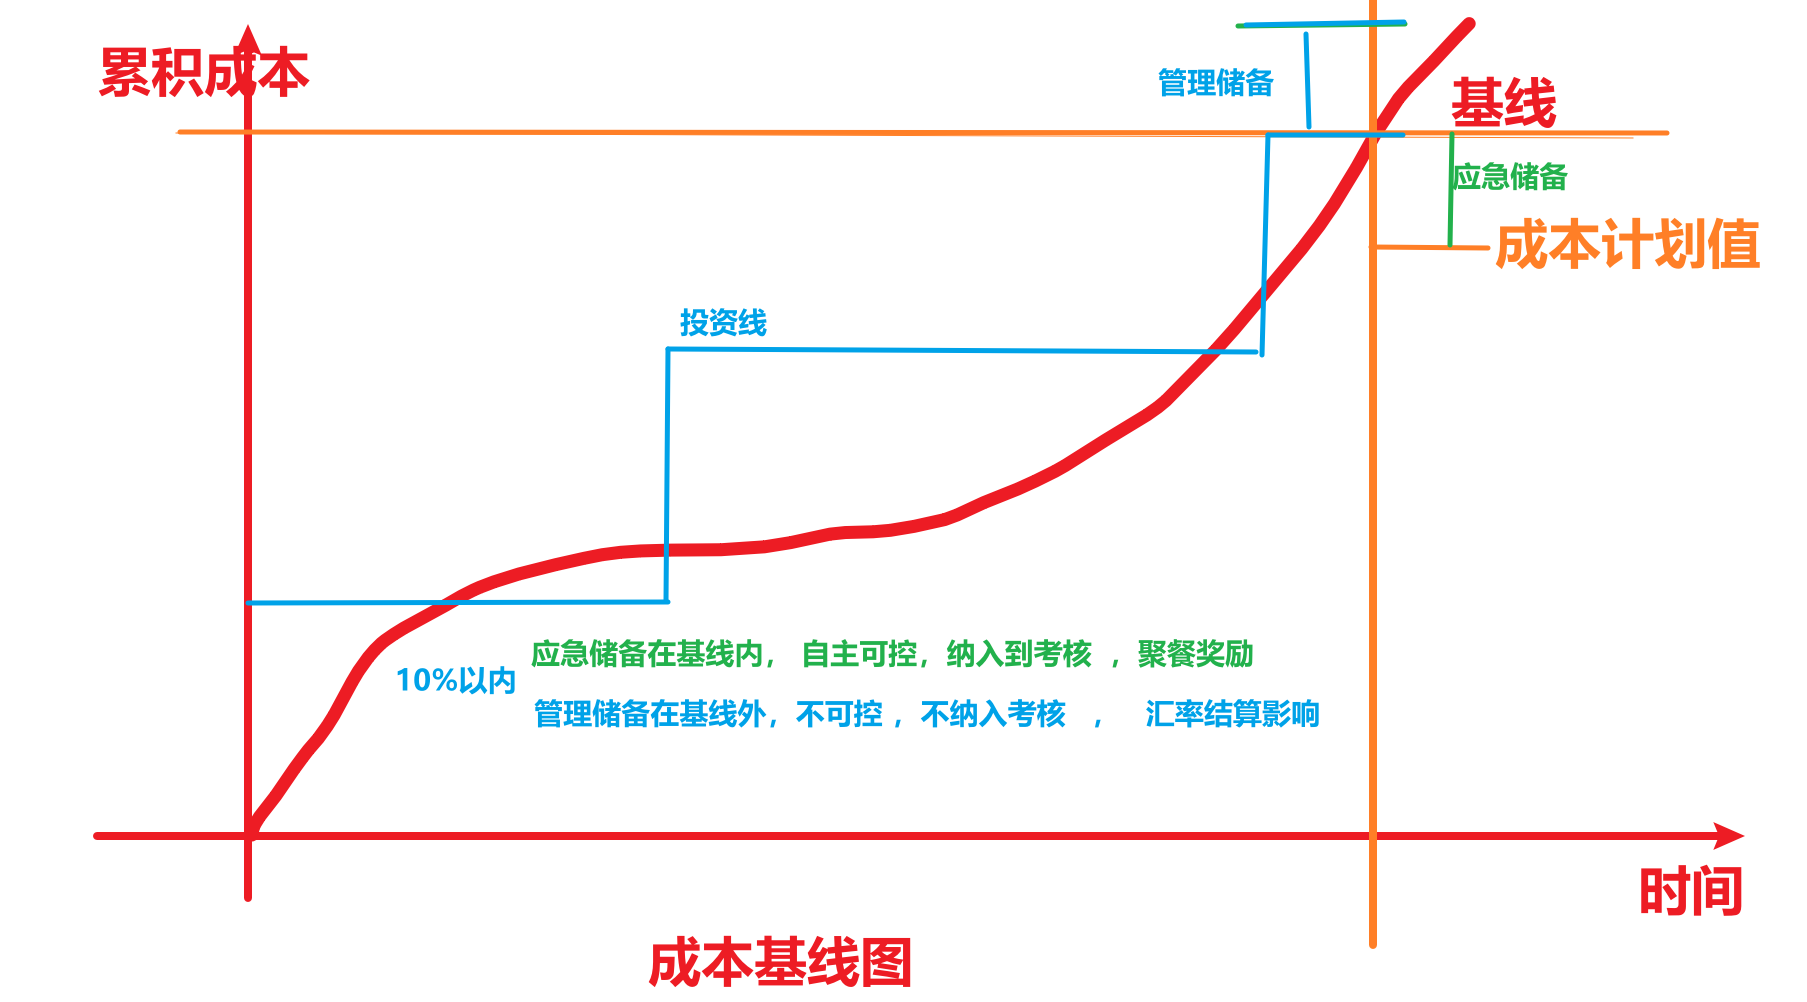 累积成本
管理储备
基线
应急储备
成本计划值
投资线
应急储备在基线内， 自主可控，纳入到考核 ，聚餐奖励
10%以内
管理储备在基线外，不可控 ，不纳入考核 ， 汇率结算影响
时间
成本基线图